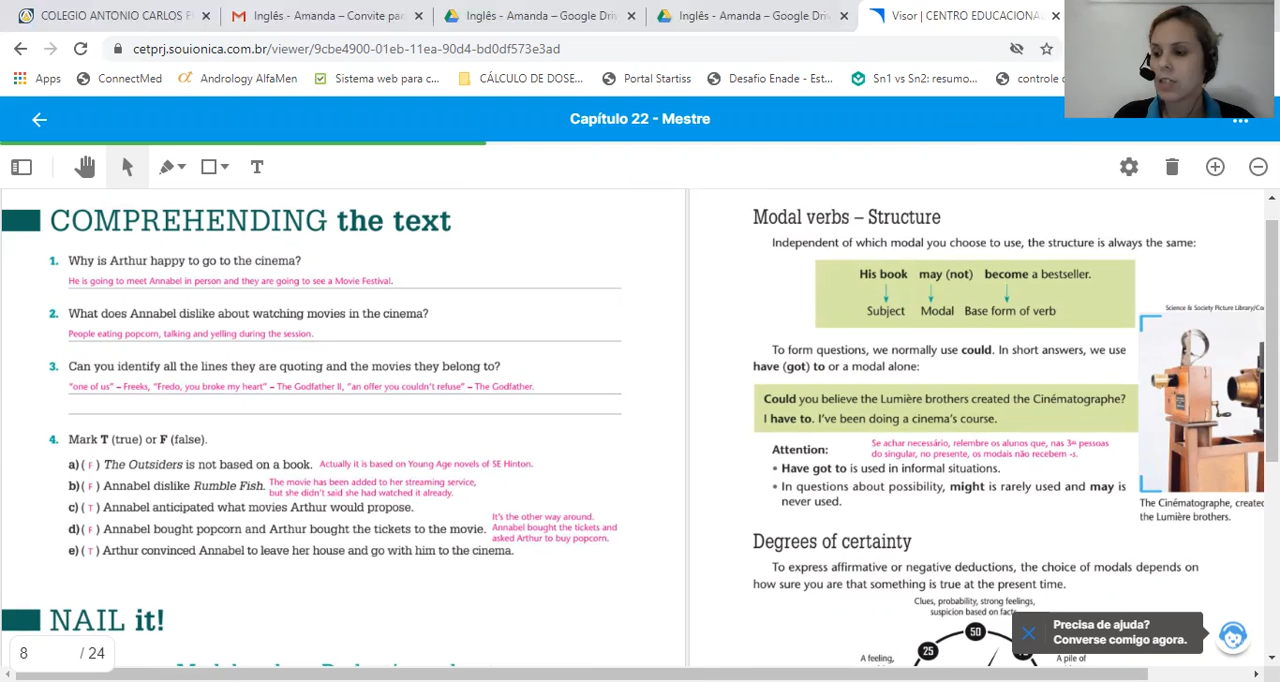 COLEGIO ANTONIO CARLOS F
Inglês - Amanda – Convite par
Inglês - Amanda – Google Driv
Inglês - Amanda – Google Driv
Visor | CENTRO EDUCACIONA
cetprj.souionica.com.br/viewer/9cbe4900-01eb-11ea-90d4-bd0df573e3ad
Apps
ConnectMed
Andrology AlfaMen
Sistema web para c...
CÁLCULO DE DOSE...
Portal Startiss
Desafio Enade - Est...
Sn1 vs Sn2: resumo...
controle d
Capítulo 22 - Mestre
COMPREHENDING the text
1. Why is Arthur happy to go to the cinema?
He is going to meet Annabel in person and they are going to see a Movie Festival.
2. What does Annabel dislike about watching movies in the cinema?
People eating popcorn, talking and yelling during the session.
3. Can you identify all the lines they are quoting and the movies they belong to?
"one of us" – Freeks, "Fredo, you broke my heart" – The Godfather II, "an offer you couldn't refuse" – The Godfather.
4. Mark T (true) or F (false).
a) ( F ) The Outsiders is not based on a book. Actually it is based on Young Age novels of SE Hinton.
b) ( F ) Annabel dislike Rumble Fish. The movie has been added to her streaming service,
but she didn't said she had watched it already.
c) ( T ) Annabel anticipated what movies Arthur would propose.
d) ( F ) Annabel bought popcorn and Arthur bought the tickets to the movie. It's the other way around.
Annabel bought the tickets and
asked Arthur to buy popcorn.
e) ( T ) Arthur convinced Annabel to leave her house and go with him to the cinema.
NAIL it!
8 / 24
Modal verbs – Structure
Independent of which modal you choose to use, the structure is always the same:
His book may (not) become a bestseller.
Subject Modal Base form of verb
To form questions, we normally use could. In short answers, we use
have (got) to or a modal alone:
Could you believe the Lumière brothers created the Cinématographe?
I have to. I've been doing a cinema's course.
Attention:
Se achar necessário, relembre os alunos que, nas 3as pessoas
do singular, no presente, os modais não recebem -s.
• Have got to is used in informal situations.
• In questions about possibility, might is rarely used and may is
never used.
Science & Society Picture Library/Co
The Cinématographe, created
the Lumière brothers.
Degrees of certainty
To express affirmative or negative deductions, the choice of modals depends on
how sure you are that something is true at the present time.
Clues, probability, strong feelings,
suspicion based on facts
50
25
A feeling,
A pile of
Precisa de ajuda?
Converse comigo agora.